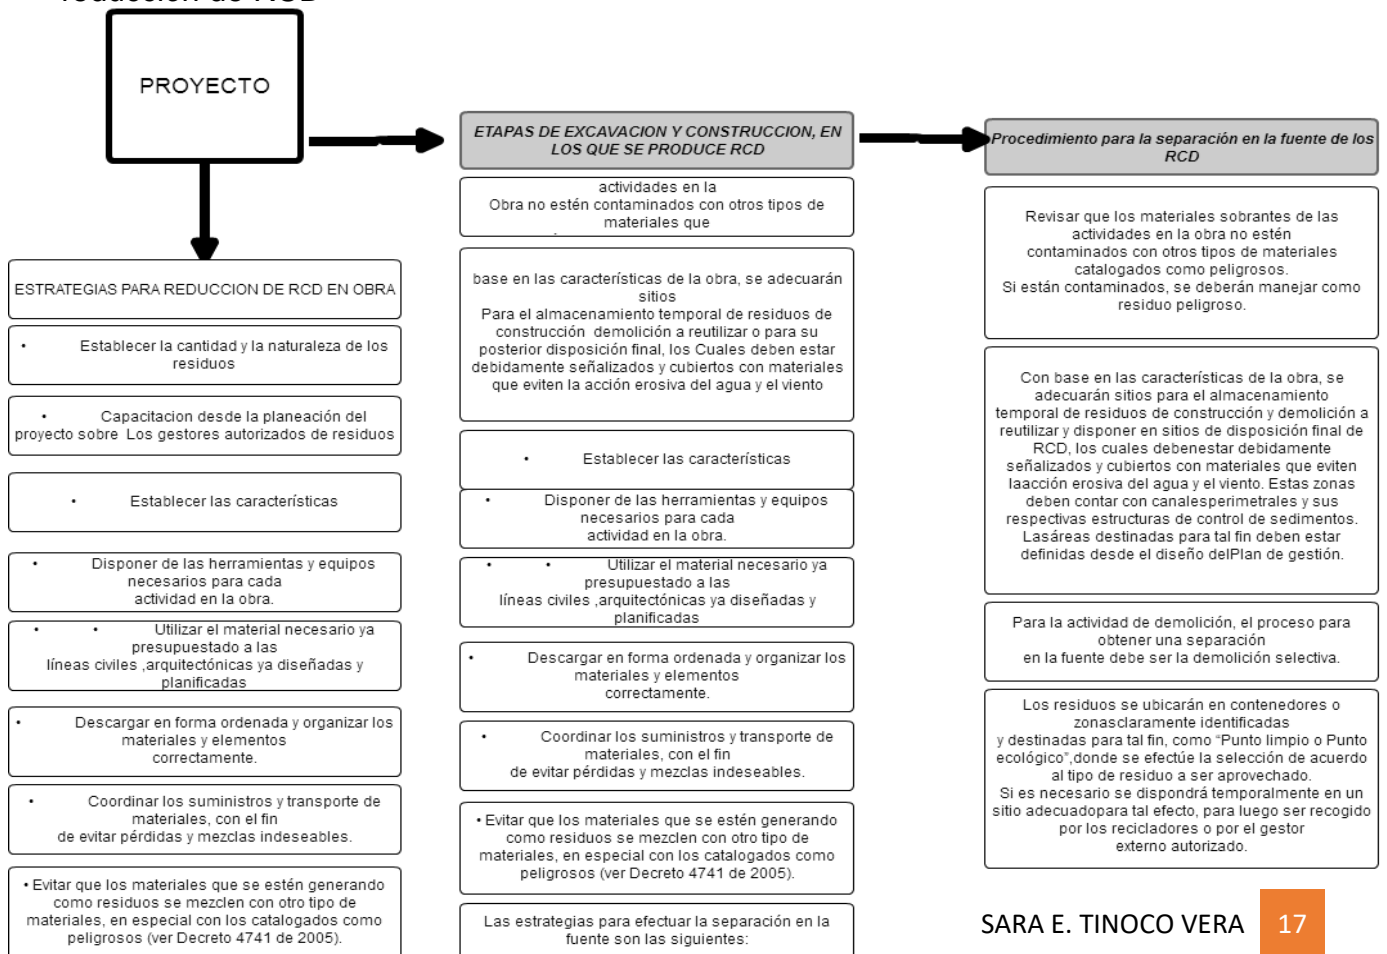 PROYECTO
ESTRATEGIAS PARA REDUCCION DE RCD EN OBRA
• Establecer la cantidad y la naturaleza de los
residuos
• Capacitacion desde la planeación del
proyecto sobre Los gestores autorizados de residuos
• Establecer las características
• Disponer de las herramientas y equipos
necesarios para cada
actividad en la obra.
• • Utilizar el material necesario ya
presupuestado a las
líneas civiles ,arquitectónicas ya diseñadas y
planificadas
• Descargar en forma ordenada y organizar los
materiales y elementos
correctamente.
• Coordinar los suministros y transporte de
materiales, con el fin
de evitar pérdidas y mezclas indeseables.
• Evitar que los materiales que se estén generando
como residuos se mezclen con otro tipo de
materiales, en especial con los catalogados como
peligrosos (ver Decreto 4741 de 2005).
ETAPAS DE EXCAVACION Y CONSTRUCCION, EN
LOS QUE SE PRODUCE RCD
actividades en la
Obra no estén contaminados con otros tipos de
materiales que
base en las características de la obra, se adecuarán
sitios
Para el almacenamiento temporal de residuos de
construcción demolición a reutilizar o para su
posterior disposición final, los Cuales deben estar
debidamente señalizados y cubiertos con materiales
que eviten la acción erosiva del agua y el viento
• Establecer las características
• Disponer de las herramientas y equipos
necesarios para cada
actividad en la obra.
• • Utilizar el material necesario ya
presupuestado a las
líneas civiles ,arquitectónicas ya diseñadas y
planificadas
• Descargar en forma ordenada y organizar los
materiales y elementos
correctamente.
• Coordinar los suministros y transporte de
materiales, con el fin
de evitar pérdidas y mezclas indeseables.
• Evitar que los materiales que se estén generando
como residuos se mezclen con otro tipo de
materiales, en especial con los catalogados como
peligrosos (ver Decreto 4741 de 2005).
Las estrategias para efectuar la separación en la
fuente son las siguientes:
Procedimiento para la separación en la fuente de los
RCD
Revisar que los materiales sobrantes de las
actividades en la obra no estén
contaminados con otros tipos de materiales
catalogados como peligrosos.
Si están contaminados, se deberán manejar como
residuo peligroso.
Con base en las características de la obra, se
adecuarán sitios para el almacenamiento
temporal de residuos de construcción y demolición a
reutilizar y disponer en sitios de disposición final de
RCD, los cuales debenestar debidamente
señalizados y cubiertos con materiales que eviten
laacción erosiva del agua y el viento. Estas zonas
deben contar con canalesperimetrales y sus
respectivas estructuras de control de sedimentos.
Lasáreas destinadas para tal fin deben estar
definidas desde el diseño delPlan de gestión.
Para la actividad de demolición, el proceso para
obtener una separación
en la fuente debe ser la demolición selectiva.
Los residuos se ubicarán en contenedores o
zonasclaramente identificadas
y destinadas para tal fin, como “Punto limpio o Punto
ecológico”,donde se efectúe la selección de acuerdo
al tipo de residuo a ser aprovechado.
Si es necesario se dispondrá temporalmente en un
sitio adecuadopara tal efecto, para luego ser recogido
por los recicladores o por el gestor
externo autorizado.
SARA E. TINOCO VERA 17